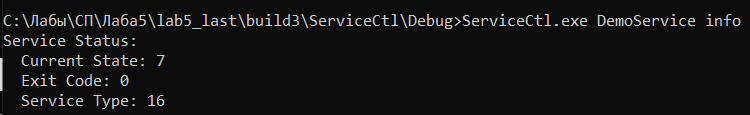 C:\Лабы\СП\Лаба5\lab5_last\build3\ServiceCtl\Debug>ServiceCtl.exe DemoService info
Service Status:
  Current State: 7
  Exit Code: 0
  Service Type: 16